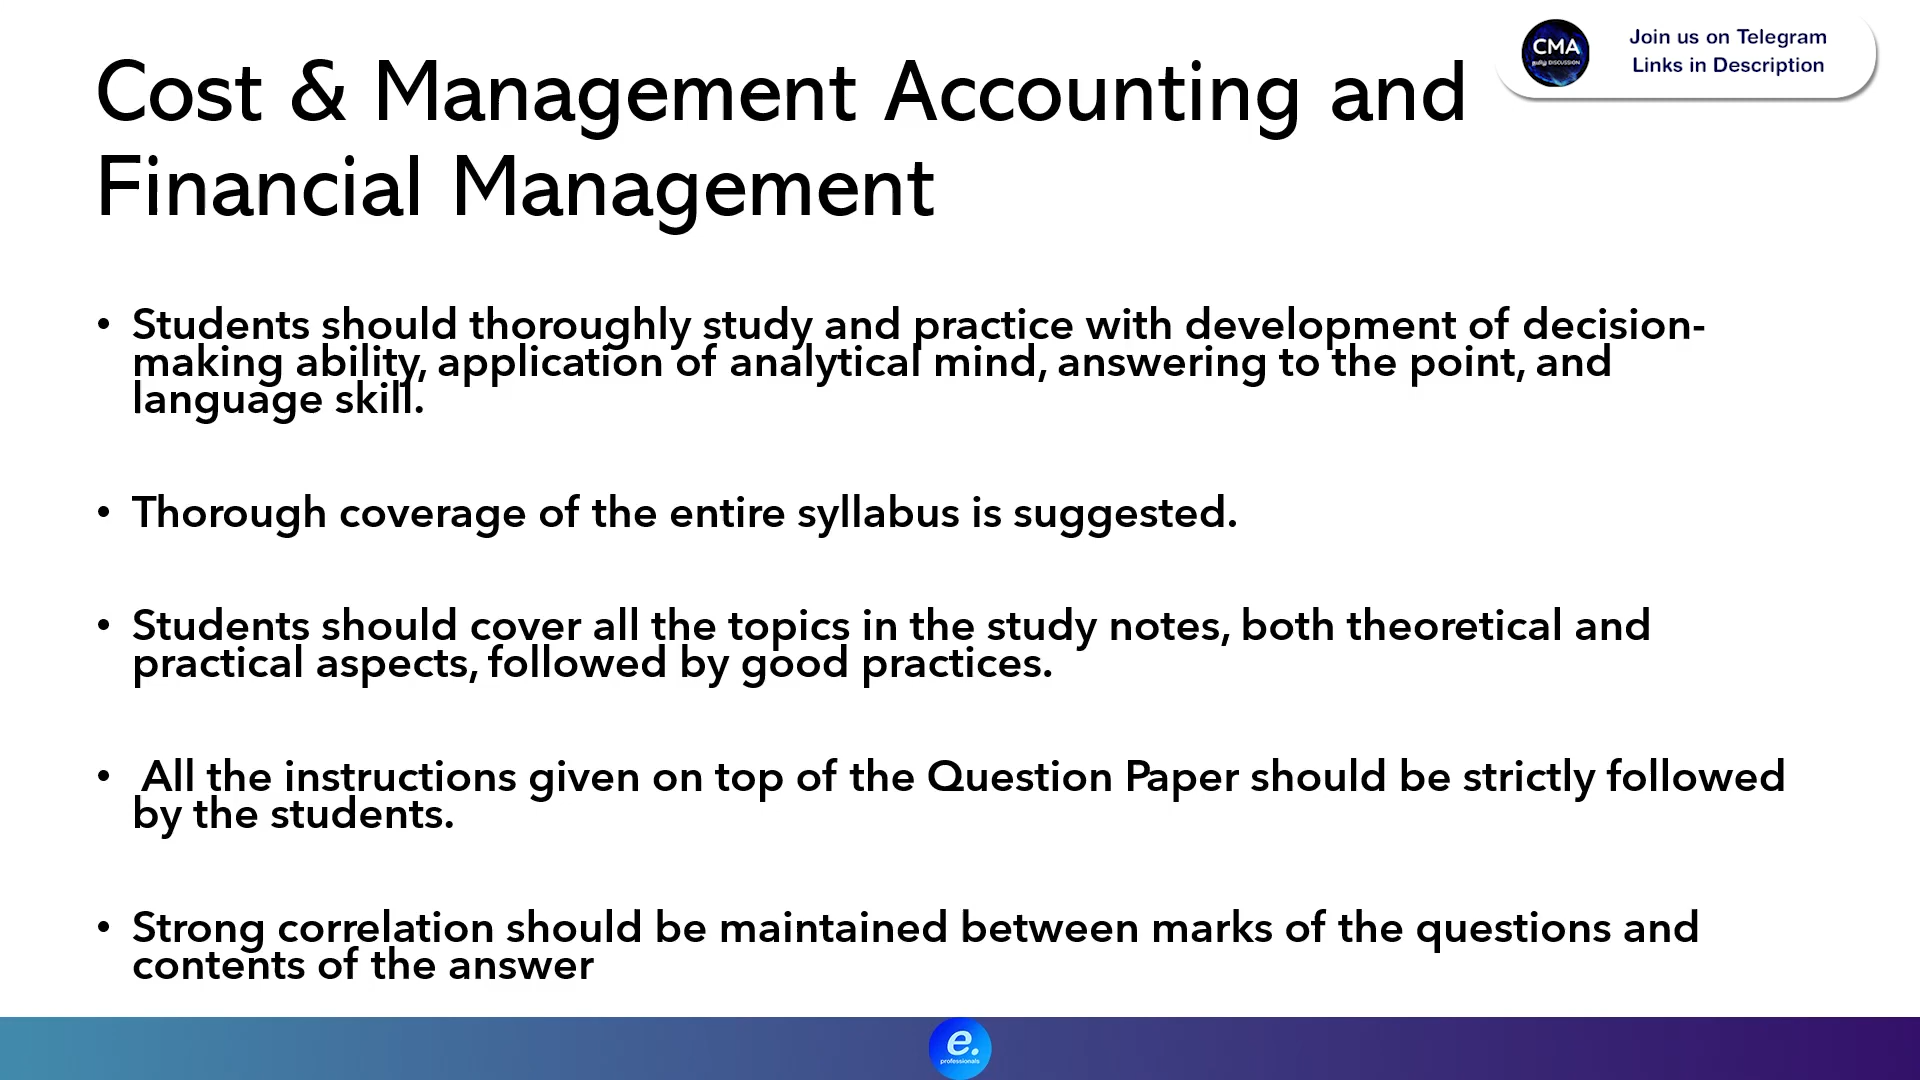 Join us on Telegram
Links in Description
CMA
தமிழ் DISCUSSION
Cost & Management Accounting and
Financial Management
• Students should thoroughly study and practice with development of decision-
making ability, application of analytical mind, answering to the point, and
language skill.
• Thorough coverage of the entire syllabus is suggested.
• Students should cover all the topics in the study notes, both theoretical and
practical aspects, followed by good practices.
• All the instructions given on top of the Question Paper should be strictly followed
by the students.
• Strong correlation should be maintained between marks of the questions and
contents of the answer
e.
professionals